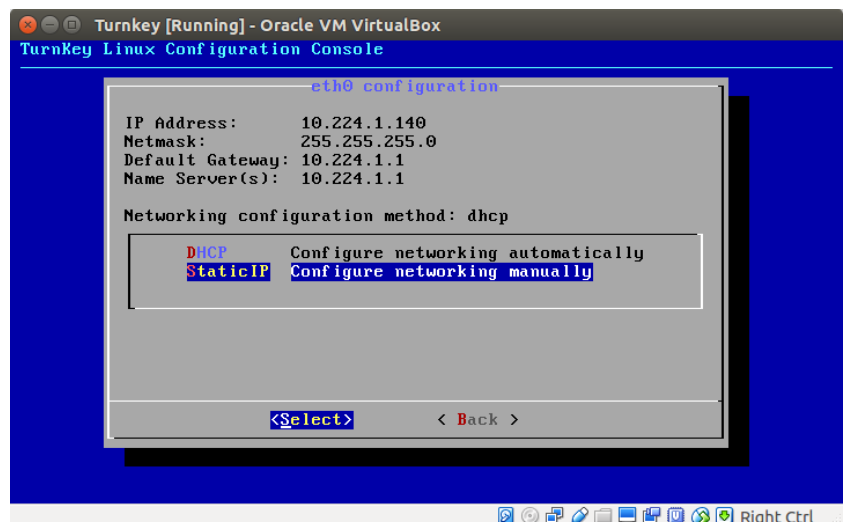 Turnkey [Running] - Oracle VM VirtualBox
TurnKey Linux Configuration Console
eth0 configuration
IP Address: 10.224.1.140
Netmask: 255.255.255.0
Default Gateway: 10.224.1.1
Name Server(s): 10.224.1.1
Networking configuration method: dhcp
DHCP Configure networking automatically
StaticIP Configure networking manually
<Select> < Back >
Right Ctrl